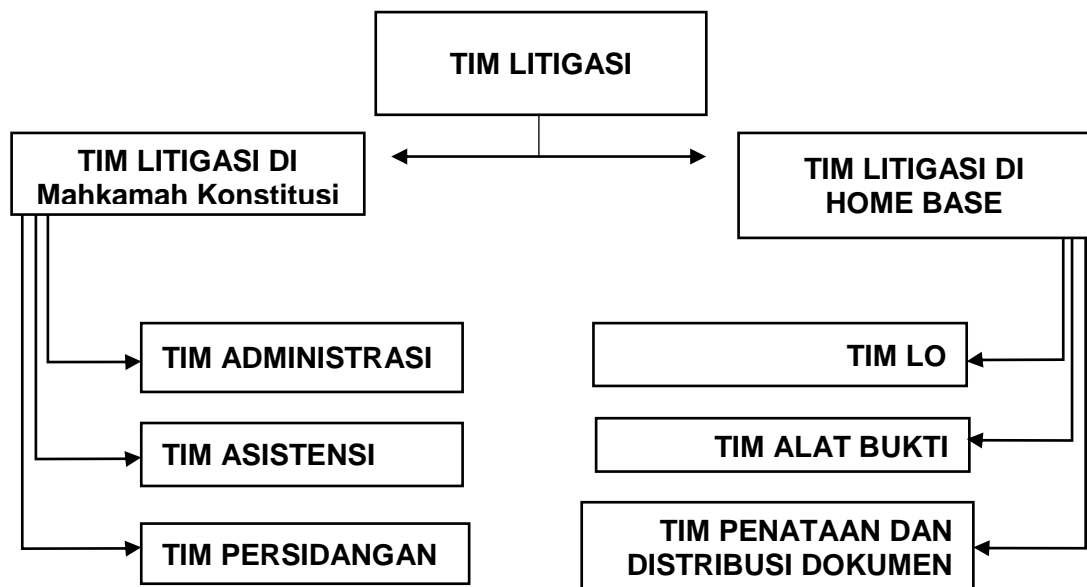 TIM LITIGASI
TIM LITIGASI DI
Mahkamah Konstitusi
TIM LITIGASI DI
HOME BASE
TIM ADMINISTRASI
TIM LO
TIM ASISTENSI
TIM ALAT BUKTI
TIM PERSIDANGAN
TIM PENATAAN DAN
DISTRIBUSI DOKUMEN